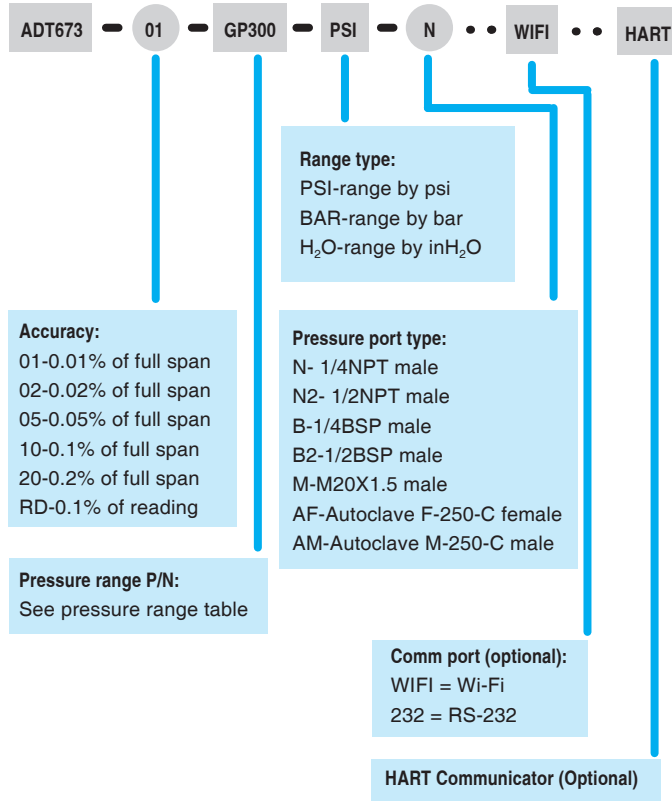 ADT673 - 01 - GP300 - PSI - N •• WIFI •• HART
Range type:
PSI-range by psi
BAR-range by bar
H₂O-range by inH₂O
Accuracy:
01-0.01% of full span
02-0.02% of full span
05-0.05% of full span
10-0.1% of full span
20-0.2% of full span
RD-0.1% of reading
Pressure port type:
N- 1/4NPT male
N2- 1/2NPT male
B-1/4BSP male
B2-1/2BSP male
M-M20X1.5 male
AF-Autoclave F-250-C female
AM-Autoclave M-250-C male
Pressure range P/N:
See pressure range table
Comm port (optional):
WIFI = Wi-Fi
232 = RS-232
HART Communicator (Optional)